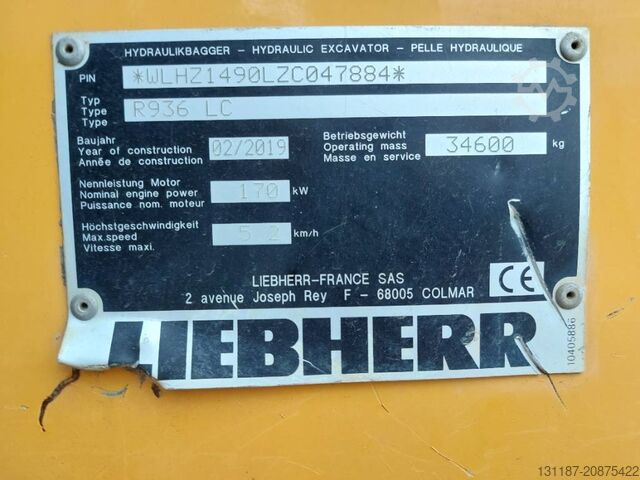 HYDRAULIKBAGGER - HYDRAULIC EXCAVATOR - PELLE HYDRAULIQUE
PIN *WLHZ1490LZC047884*
Typ
Type R936 LC
Type
Baujahr
Year of construction 02/2019
Année de construction
Betriebsgewicht
Operating mass 34600 kg
Masse en service
Nennleistung Motor
Nominal engine power 170 kW
Puissance nom. moteur
Höchstgeschwindigkeit
Max.speed 5.2 km/h
Vitesse maxi.
LIEBHERR-FRANCE SAS
2 avenue Joseph Rey F - 68005 COLMAR
CE
LIEBHERR
10405886
131187-20875422